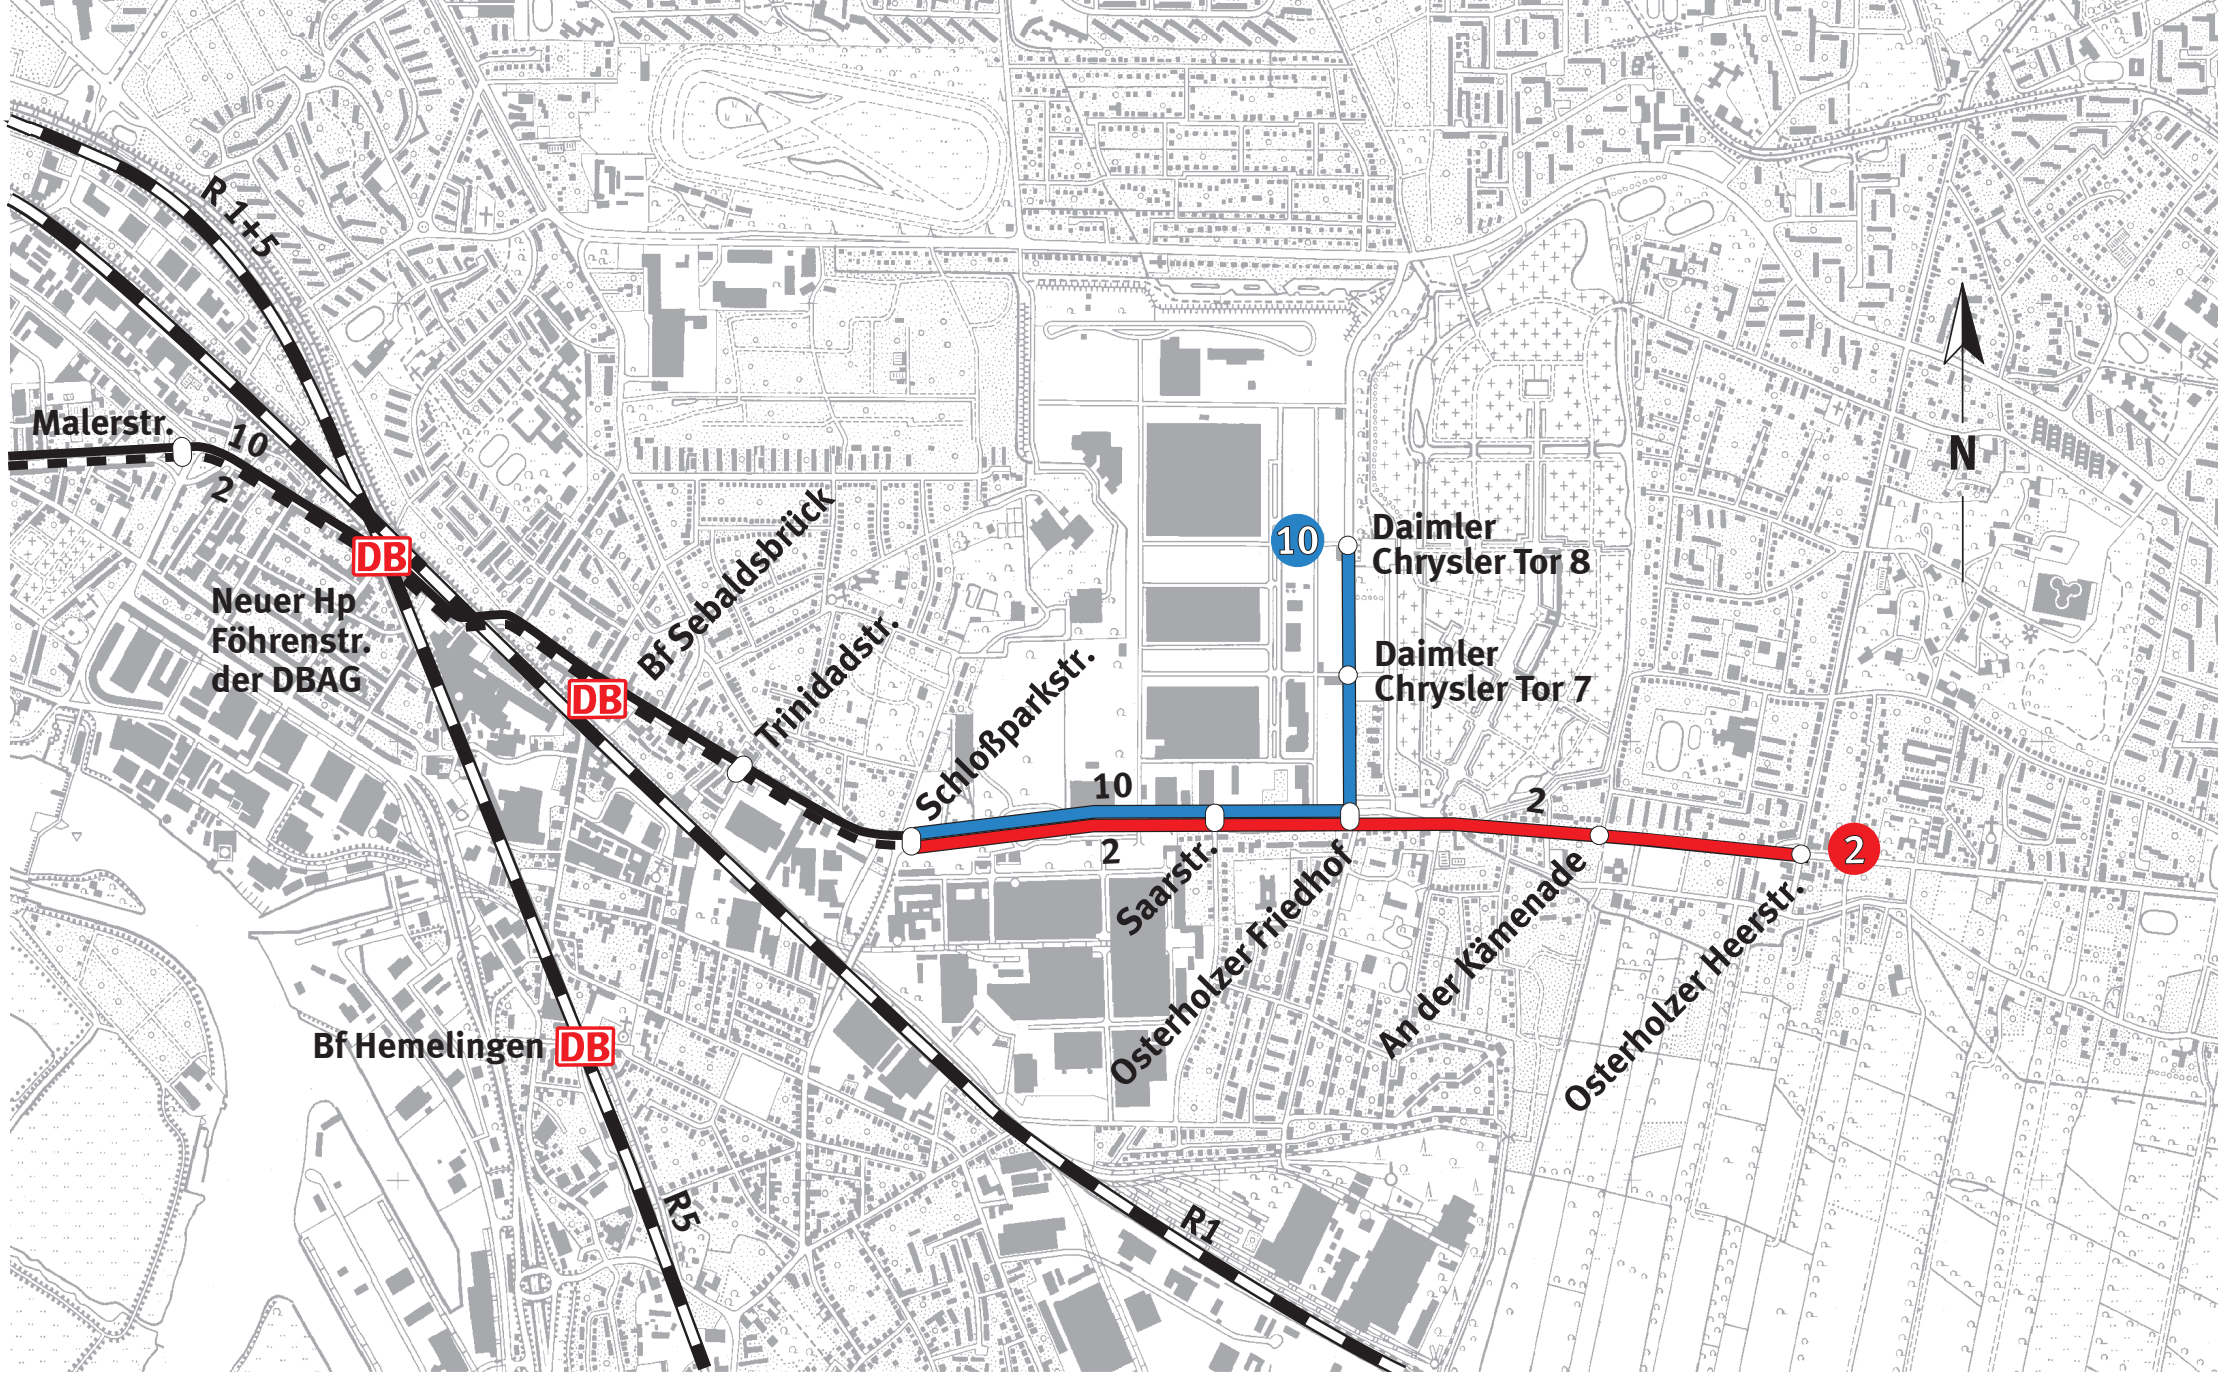 R 1+5
Malerstr.
10
2
DB
Neuer Hp
Föhrenstr.
der DBAG
Bf Sebaldsbrück
DB
Trinidadstr.
Schloßparkstr.
10
Daimler
Chrysler Tor 8
Daimler
Chrysler Tor 7
N
10
2
2
2
Saarstr.
Osterholzer Friedhof
An der Kämenade
Osterholzer Heerstr.
Bf Hemelingen
DB
R5
R1